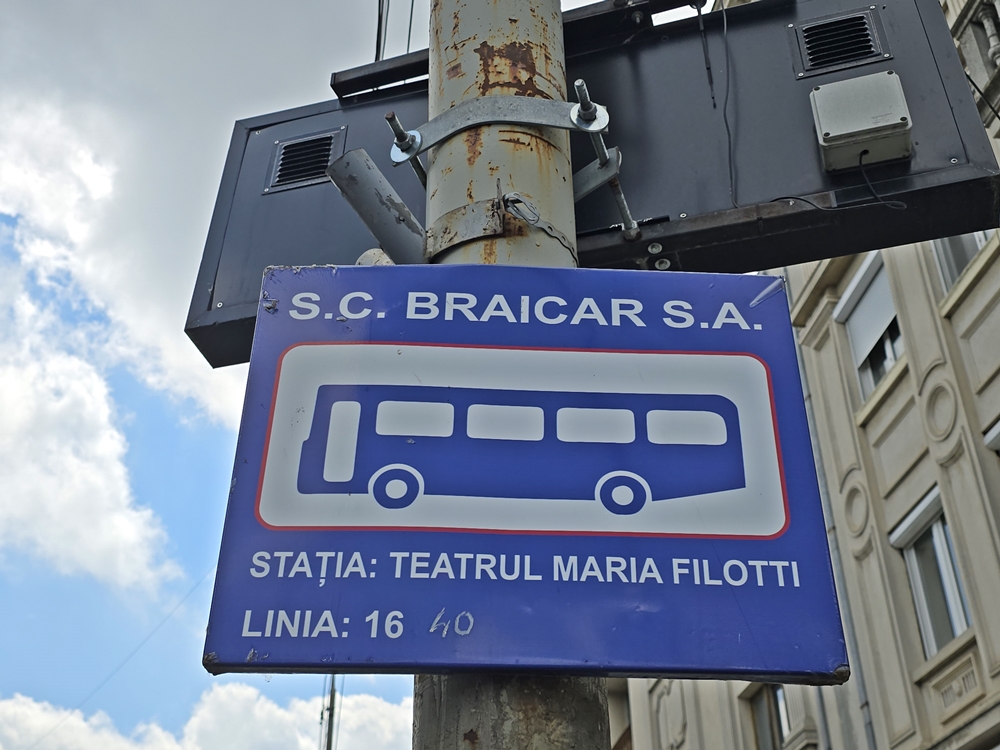 S.C. BRAICAR S.A.
STAȚIA: TEATRUL MARIA FILOTTI
LINIA: 16 40